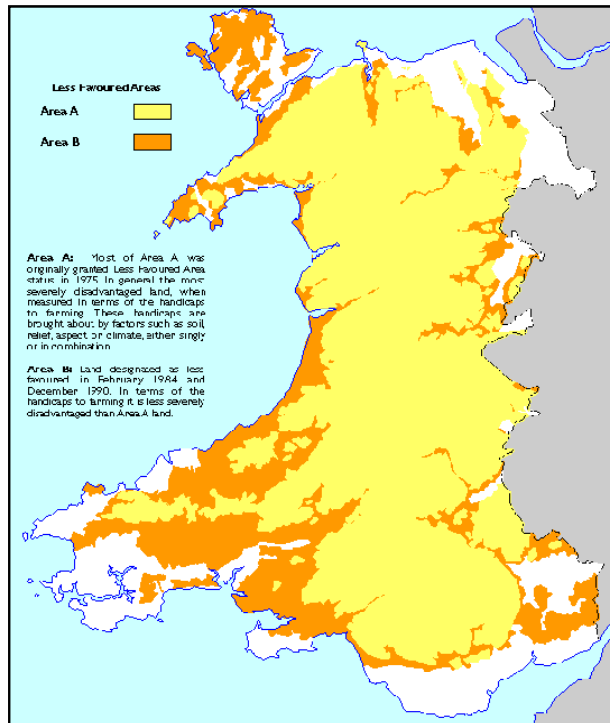 Less Favoured Areas
Area A
Area B
Area A: Most of Area A was
originally granted Less Favoured Area
status in 1975. In general the most
severely disadvantaged land, when
measured in terms of the handicaps
to farming. These handicaps are
brought about by factors such as soil,
relief, aspect or climate, either singly
or in combination.
Area B: Land designated as less
favoured in February 1984 and
December 1990. In terms of the
handicaps to farming it is less severely
disadvantaged than Area A land.